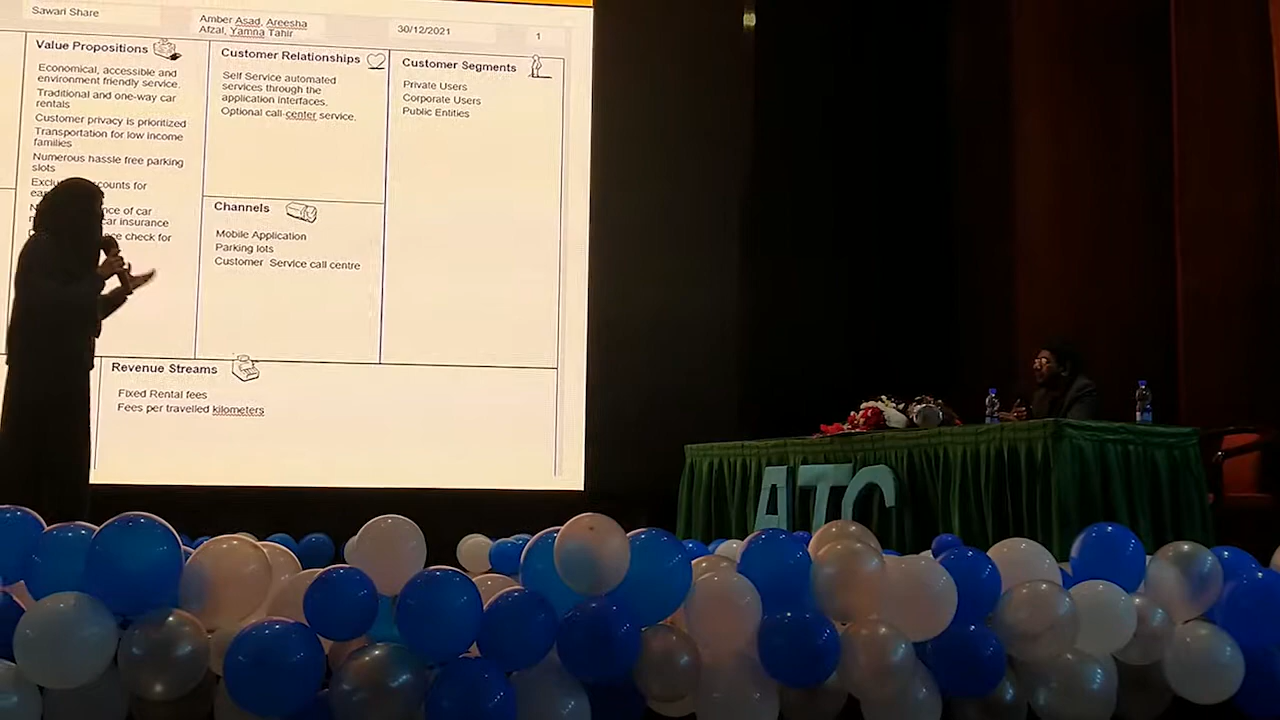 Sawari Share
Amber Asad, Areesha
Afzal, Yamna Tahir
30/12/2021
1
Value Propositions
Economical, accessible and
environment friendly service.
Traditional and one-way car
rentals
Customer privacy is prioritized
Transportation for low income
families
Numerous hassle free parking
slots
counts for
of car
car insurance
check for
Customer Relationships
Self Service automated
services through the
application interfaces.
Optional call-center service.
Channels
Mobile Application
Parking lots
Customer Service call centre
Customer Segments
Private Users
Corporate Users
Public Entities
Revenue Streams
Fixed Rental fees
Fees per travelled kilometers
ATC